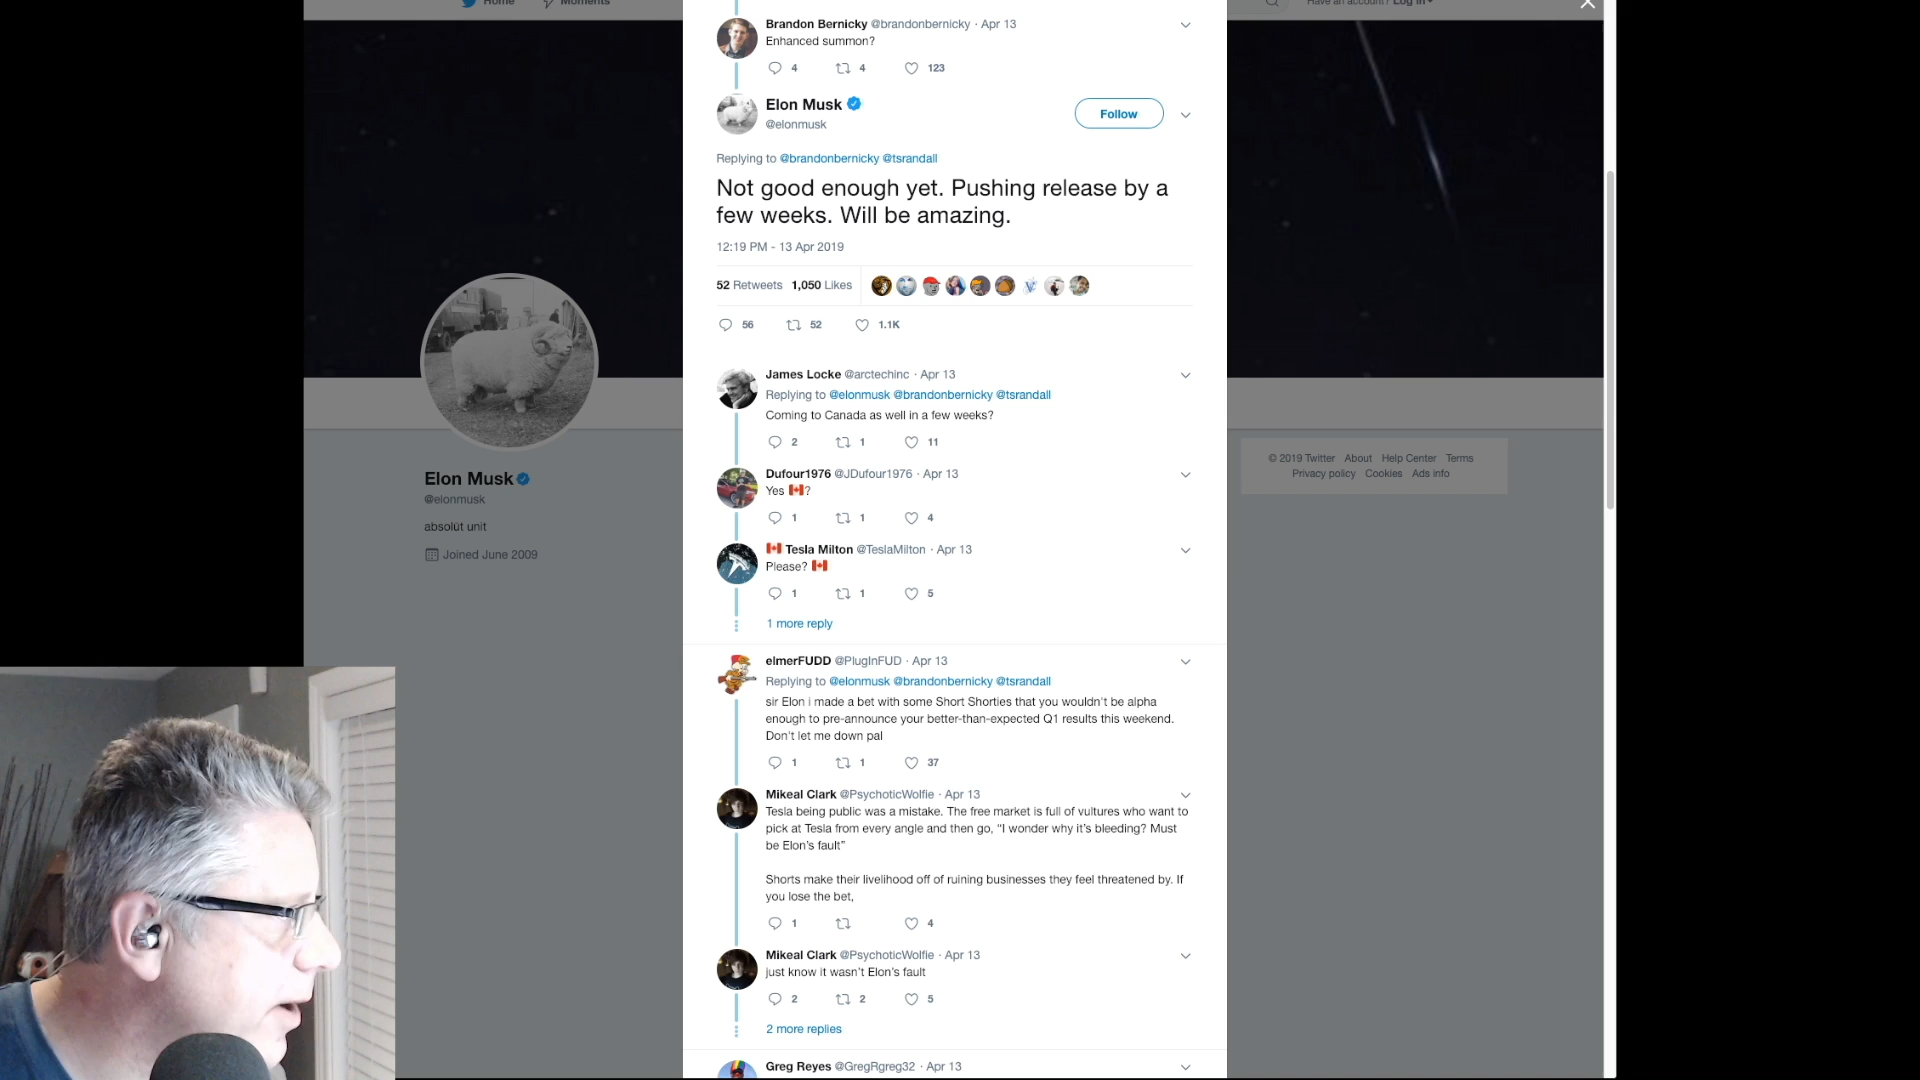 Home Moments
Have an account? Log in
Brandon Bernicky @brandonbernicky · Apr 13
Enhanced summon?
4 4 123
Elon Musk
@elonmusk
Follow
Replying to @brandonbernicky @tsrandall
Not good enough yet. Pushing release by a
few weeks. Will be amazing.
12:19 PM - 13 Apr 2019
52 Retweets 1,050 Likes
56 52 1.1K
James Locke @arctechinc · Apr 13
Replying to @elonmusk @brandonbernicky @tsrandall
Coming to Canada as well in a few weeks?
2 1 11
Dufour1976 @JDufour1976 · Apr 13
Yes 🇨🇦?
1 1 4
🇨🇦 Tesla Milton @TeslaMilton · Apr 13
Please? 🇨🇦
1 1 5
1 more reply
elmerFUDD @PlugInFUD · Apr 13
Replying to @elonmusk @brandonbernicky @tsrandall
sir Elon i made a bet with some Short Shorties that you wouldn't be alpha
enough to pre-announce your better-than-expected Q1 results this weekend.
Don't let me down pal
1 1 37
Mikeal Clark @PsychoticWolfie · Apr 13
Tesla being public was a mistake. The free market is full of vultures who want to
pick at Tesla from every angle and then go, “I wonder why it’s bleeding? Must
be Elon’s fault”
Shorts make their livelihood off of ruining businesses they feel threatened by. If
you lose the bet,
1 4
Mikeal Clark @PsychoticWolfie · Apr 13
just know it wasn’t Elon’s fault
2 2 5
2 more replies
Greg Reyes @GregRgreg32 · Apr 13
Elon Musk
@elonmusk
absolüt unit
Joined June 2009
© 2019 Twitter About Help Center Terms
Privacy policy Cookies Ads info